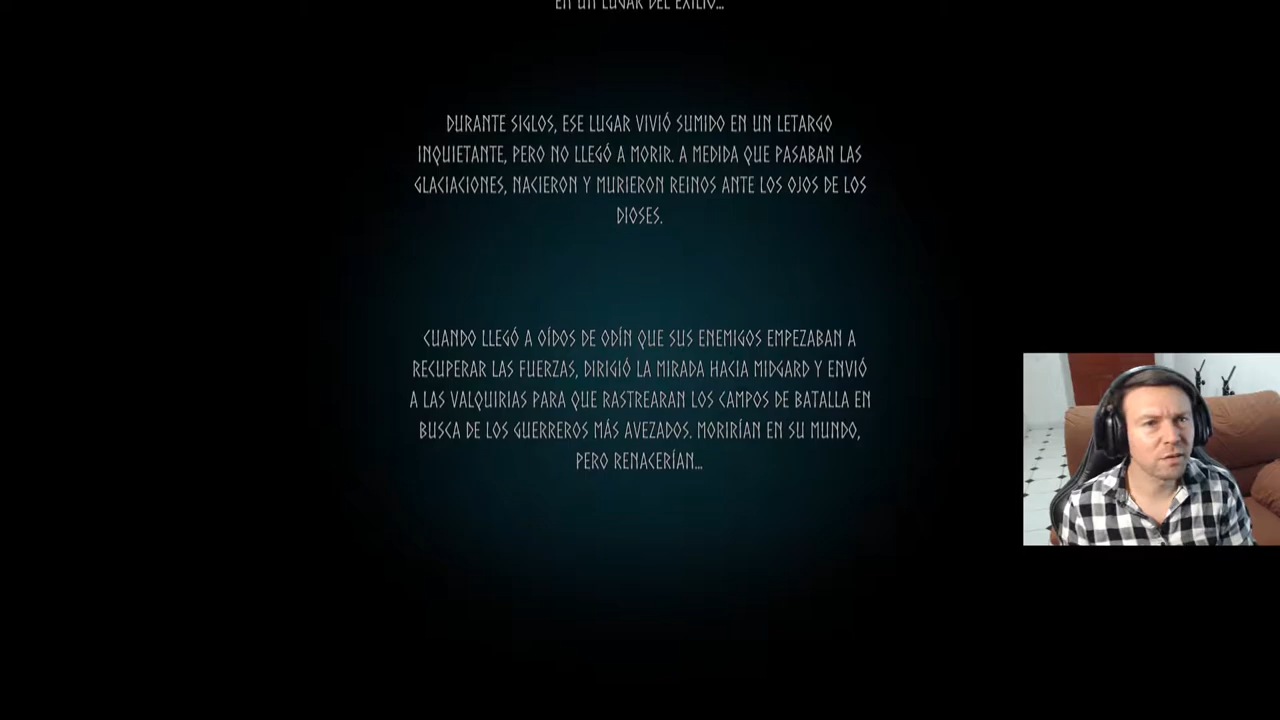 EN UN LUGAR DEL EXILIO...
DURANTE SIGLOS, ESE LUGAR VIVIÓ SUMIDO EN UN LETARGO
INQUIETANTE, PERO NO LLEGÓ A MORIR. A MEDIDA QUE PASABAN LAS
GLACIACIONES, NACIERON Y MURIERON REINOS ANTE LOS OJOS DE LOS
DIOSES.
CUANDO LLEGÓ A OÍDOS DE ODÍN QUE SUS ENEMIGOS EMPEZABAN A
RECUPERAR LAS FUERZAS, DIRIGIÓ LA MIRADA HACIA MIDGARD Y ENVIÓ
A LAS VALQUIRIAS PARA QUE RASTREARAN LOS CAMPOS DE BATALLA EN
BUSCA DE LOS GUERREROS MÁS AVEZADOS. MORIRÍAN EN SU MUNDO,
PERO RENACERÍAN...